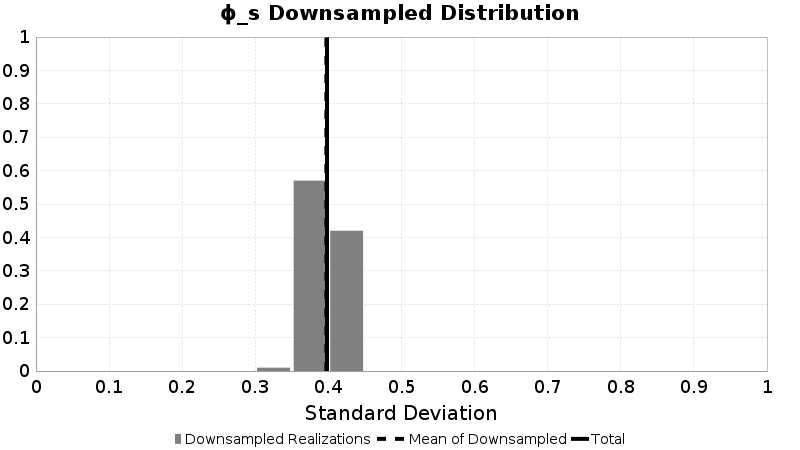 ϕ_s Downsampled Distribution
1
0.9
0.8
0.7
0.6
0.5
0.4
0.3
0.2
0.1
0
0 0.1 0.2 0.3 0.4 0.5 0.6 0.7 0.8 0.9 1
Standard Deviation
Downsampled Realizations Mean of Downsampled Total